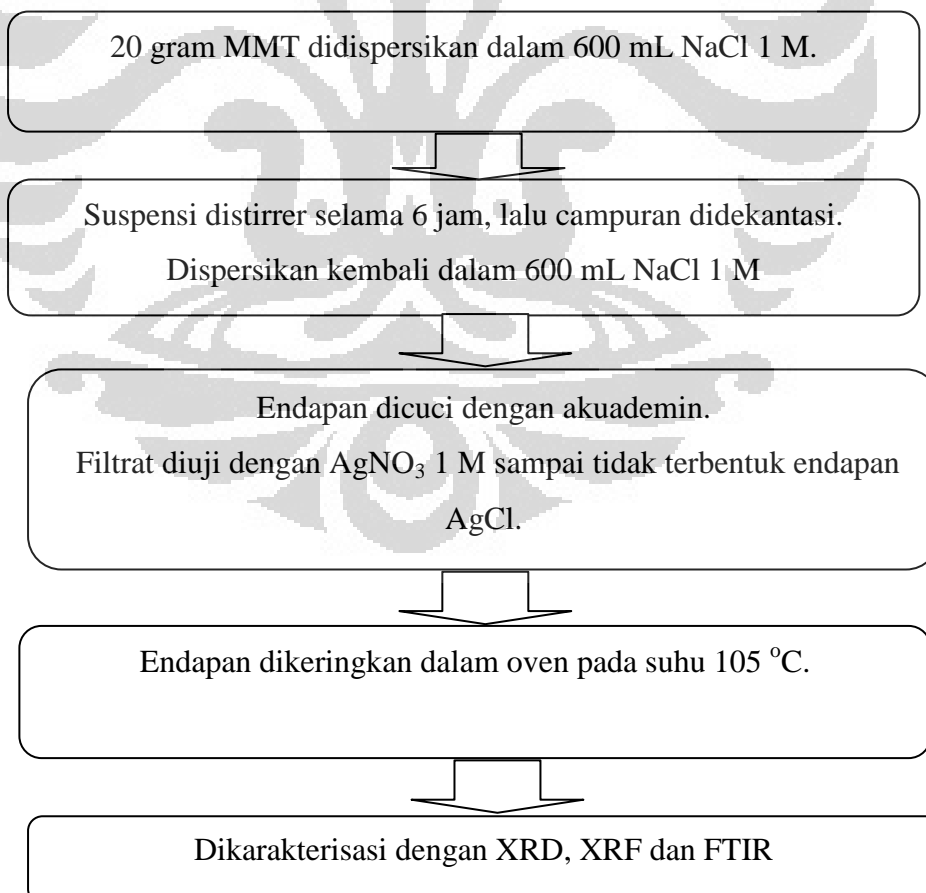 20 gram MMT didispersikan dalam 600 mL NaCl 1 M.
Suspensi distirrer selama 6 jam, lalu campuran didekantasi.
Dispersikan kembali dalam 600 mL NaCl 1 M
Endapan dicuci dengan akuademin.
Filtrat diuji dengan AgNO₃ 1 M sampai tidak terbentuk endapan
AgCl.
Endapan dikeringkan dalam oven pada suhu 105 °C.
Dikarakterisasi dengan XRD, XRF dan FTIR